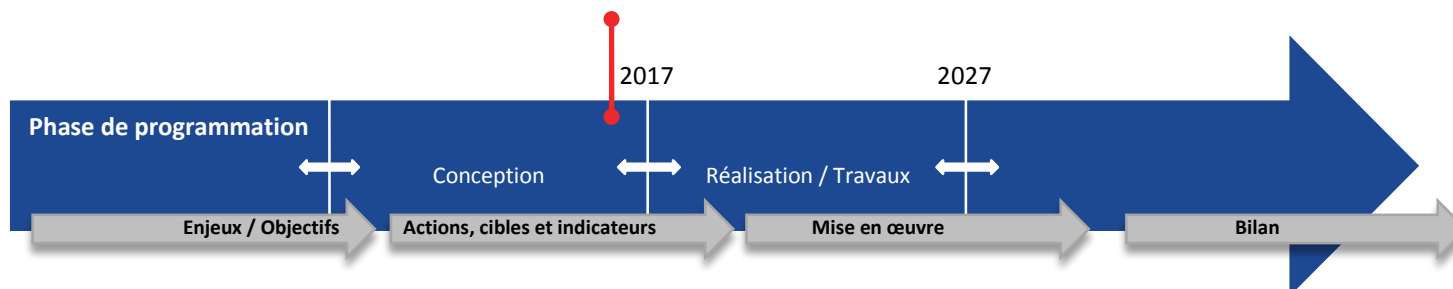 2017
2027
Phase de programmation
Conception
Réalisation / Travaux
Enjeux / Objectifs
Actions, cibles et indicateurs
Mise en œuvre
Bilan